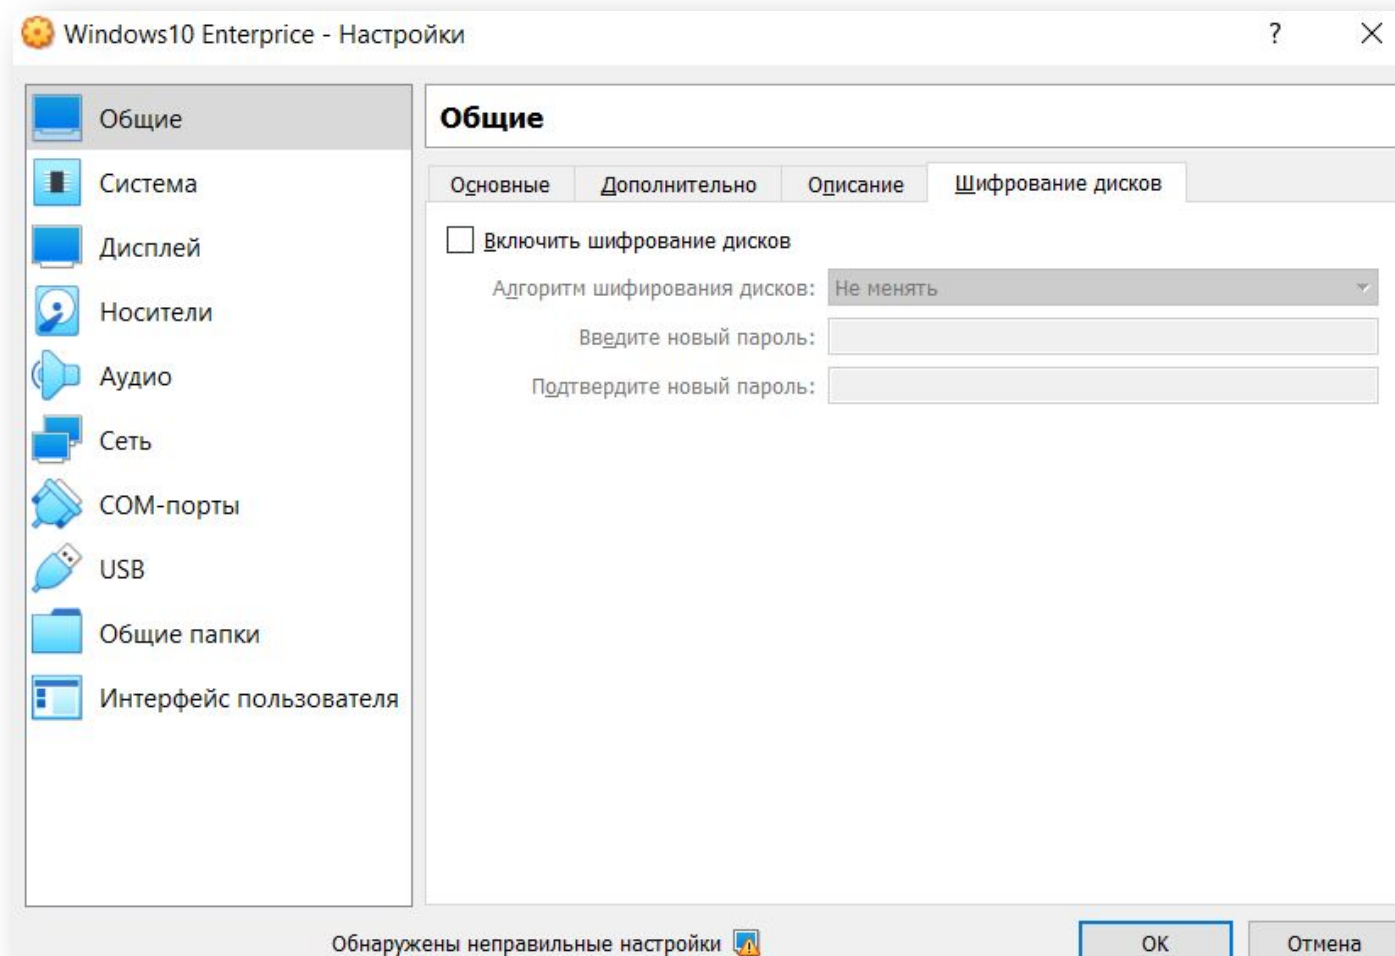 Windows10 Enterprice - Настройки
?
Общие
Система
Дисплей
Носители
Аудио
Сеть
COM-порты
USB
Общие папки
Интерфейс пользователя
Общие
Основные
Дополнительно
Описание
Шифрование дисков
Включить шифрование дисков
Алгоритм шифирования дисков: Не менять
Введите новый пароль:
Подтвердите новый пароль:
Обнаружены неправильные настройки
OK
Отмена